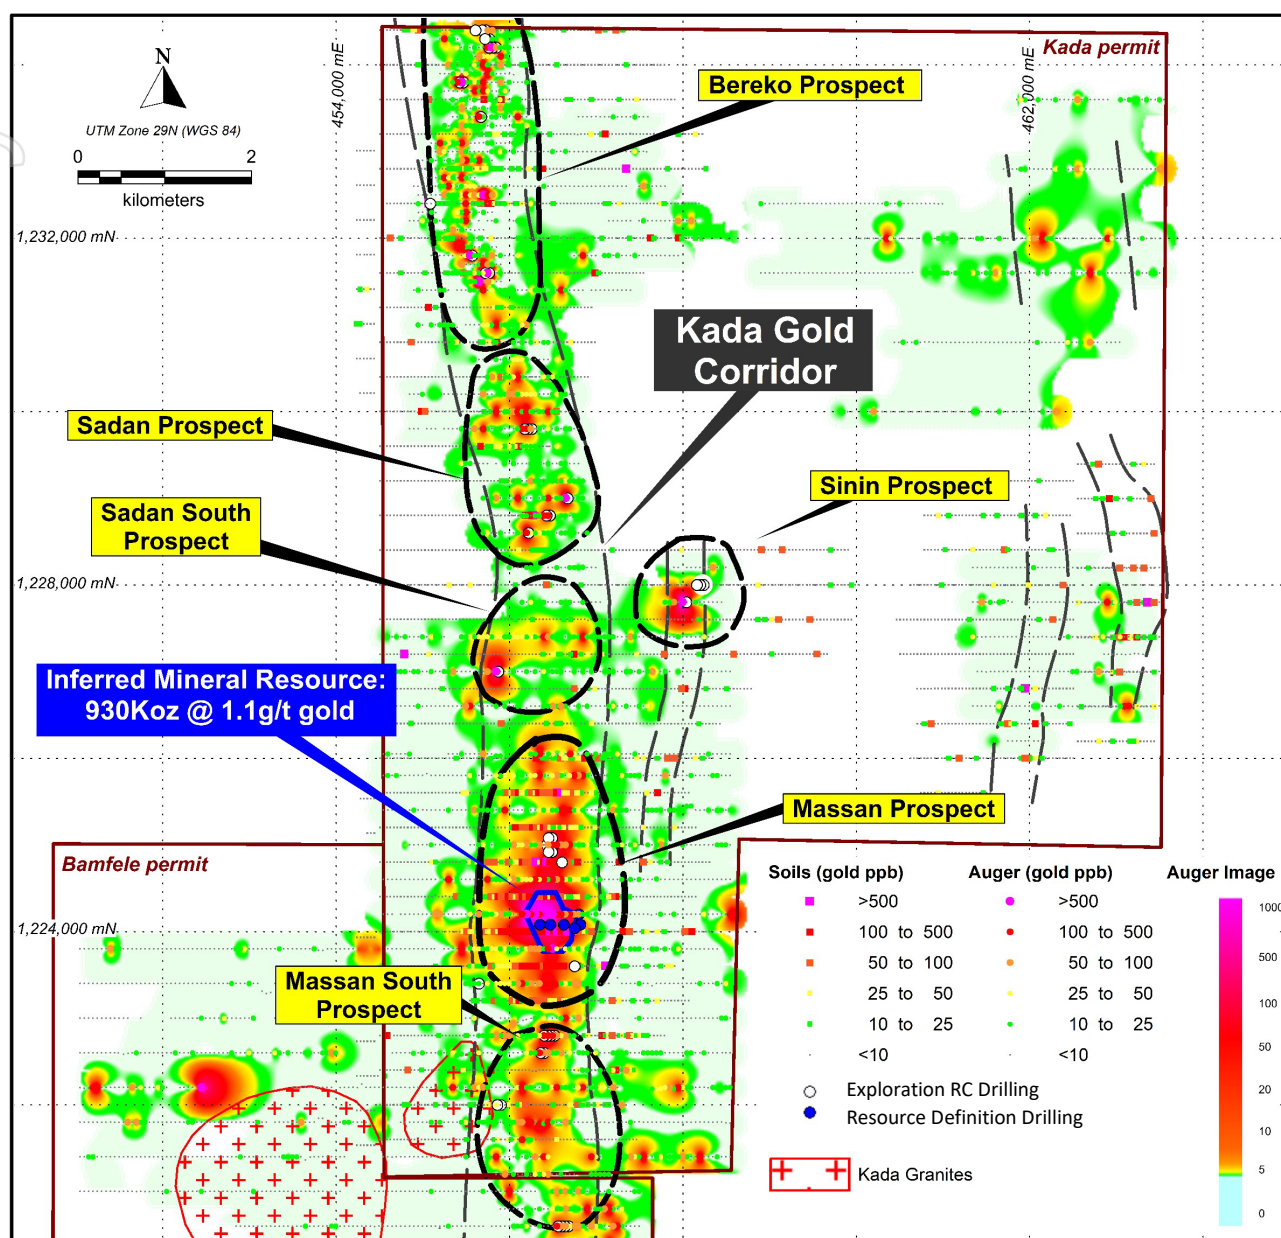 Kada permit
454,000 mE
462,000 mE
N
UTM Zone 29N (WGS 84)
0 2
kilometers
Bereko Prospect
1,232,000 mN
Kada Gold
Corridor
Sadan Prospect
Sinin Prospect
Sadan South
Prospect
1,228,000 mN
Inferred Mineral Resource:
930Koz @ 1.1g/t gold
Massan Prospect
Bamfele permit
1,224,000 mN
Massan South
Prospect
Soils (gold ppb) Auger (gold ppb) Auger Image
>500 >500
100 to 500 100 to 500
50 to 100 50 to 100
25 to 50 25 to 50
10 to 25 10 to 25
<10 <10
Exploration RC Drilling
Resource Definition Drilling
Kada Granites
1000
500
100
50
20
10
5
0